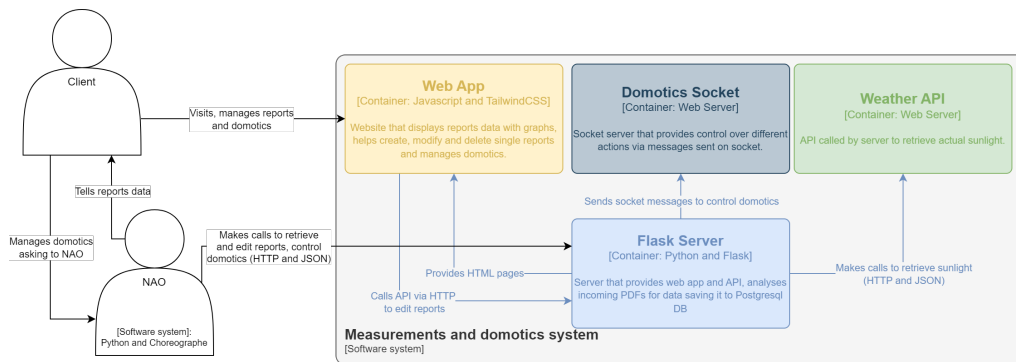 Client
Visits, manages reports
and domotics
Web App
[Container: Javascript and TailwindCSS]
Website that displays reports data with graphs,
helps create, modify and delete single reports
and manages domotics.
Domotics Socket
[Container: Web Server]
Socket server that provides control over different
actions via messages sent on socket.
Weather API
[Container: Web Server]
API called by server to retrieve actual sunlight.
Tells reports data
Sends socket messages to control domotics
Manages domotics
asking to NAO
Makes calls to retrieve
and edit reports, control
domotics (HTTP and JSON)
Flask Server
[Container: Python and Flask]
Server that provides web app and API, analyses
incoming PDFs for data saving it to Postgresql
DB
Provides HTML pages
Makes calls to retrieve sunlight
(HTTP and JSON)
Calls API via HTTP
to edit reports
NAO
[Software system]:
Python and Choreographe
Measurements and domotics system
[Software system]